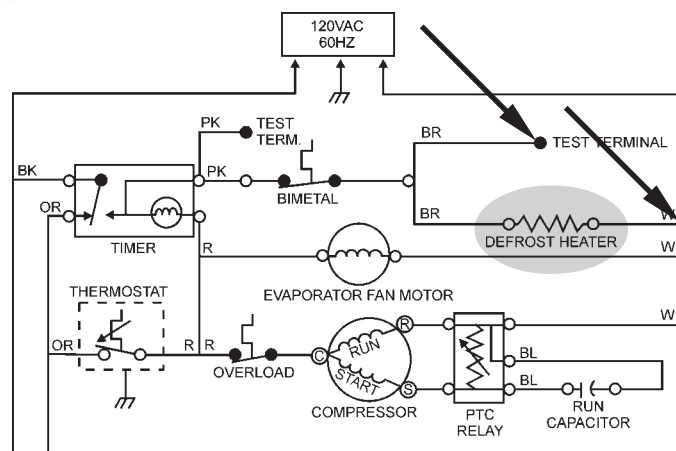 120VAC
60HZ
PK
TEST
TERM.
BR
TEST TERMINAL
BK
PK
BIMETAL
OR
TIMER
BR
W
DEFROST HEATER
R
W
EVAPORATOR FAN MOTOR
THERMOSTAT
OR
R
R
OVERLOAD
C
R
RUN
START
S
COMPRESSOR
W
BL
BL
PTC
RELAY
RUN
CAPACITOR